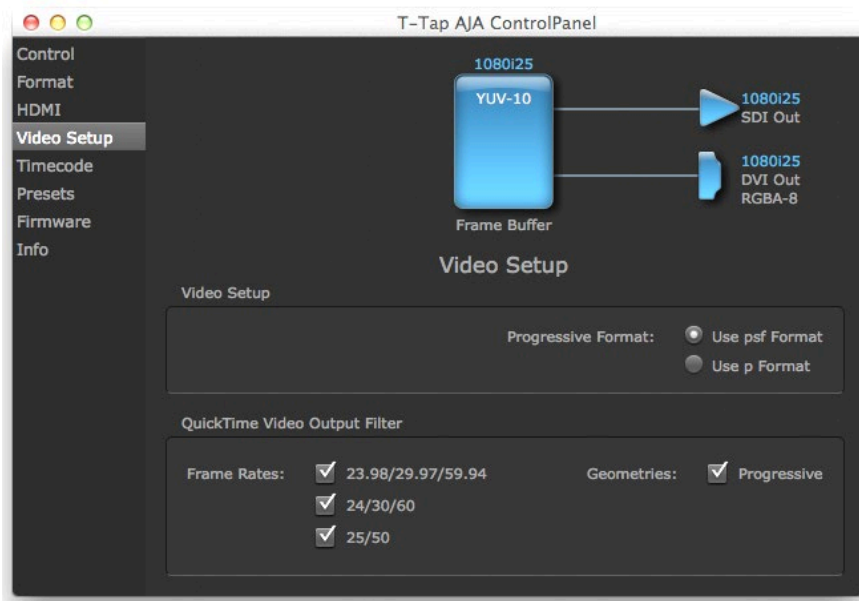 T-Tap AJA ControlPanel
Control
Format
HDMI
Video Setup
Timecode
Presets
Firmware
Info
1080i25
YUV-10
Frame Buffer
1080i25
SDI Out
1080i25
DVI Out
RGBA-8
Video Setup
Video Setup
Progressive Format: Use psf Format
Use p Format
QuickTime Video Output Filter
Frame Rates: 23.98/29.97/59.94 Geometries: Progressive
24/30/60
25/50